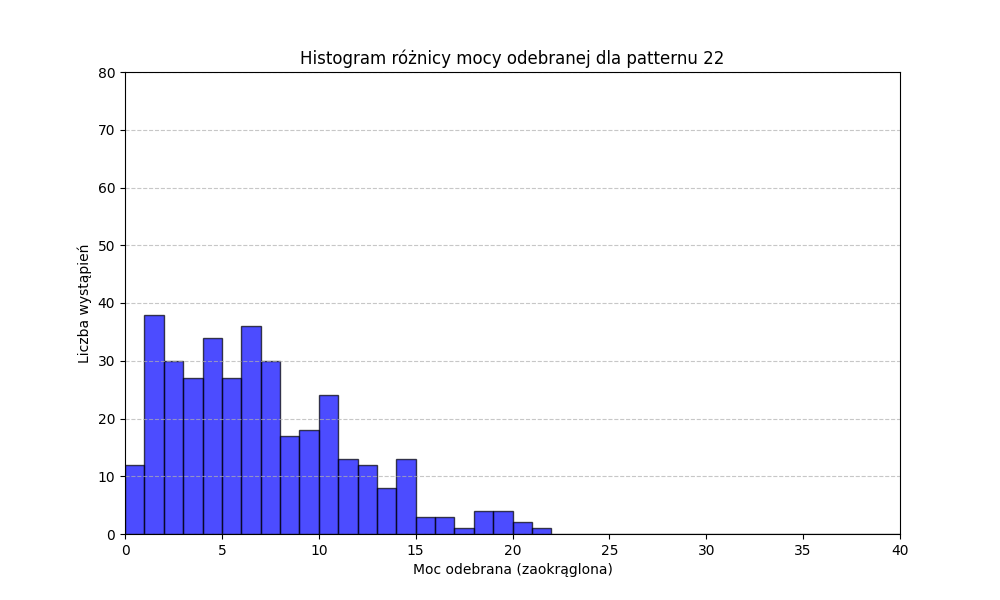 Histogram różnicy mocy odebranej dla patternu 22
80
70
60
50
40
30
20
10
0
Liczba wystąpień
0 5 10 15 20 25 30 35 40
Moc odebrana (zaokrąglona)